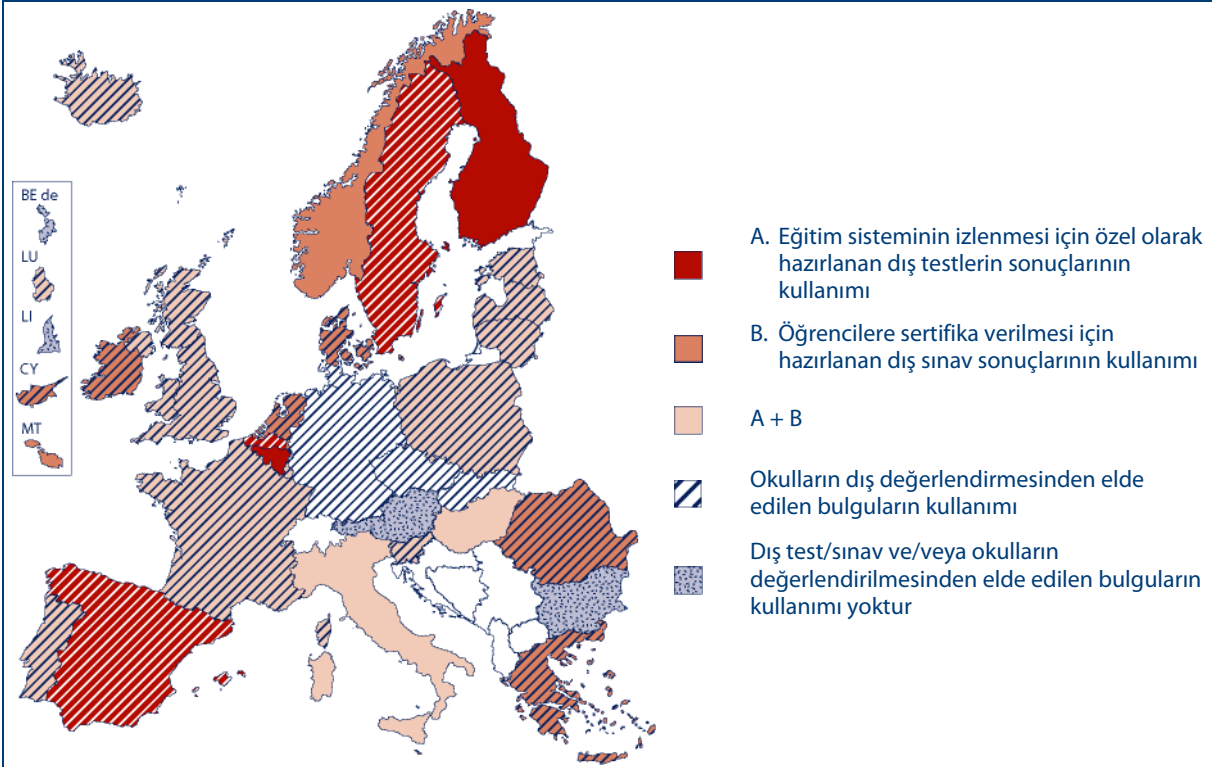 BE de
LU
LI
CY
MT
A. Eğitim sisteminin izlenmesi için özel olarak
hazırlanan dış testlerin sonuçlarının
kullanımı
B. Öğrencilere sertifika verilmesi için
hazırlanan dış sınav sonuçlarının kullanımı
A + B
Okulların dış değerlendirmesinden elde
edilen bulguların kullanımı
Dış test/sınav ve/veya okulların
değerlendirilmesinden elde edilen bulguların
kullanımı yoktur